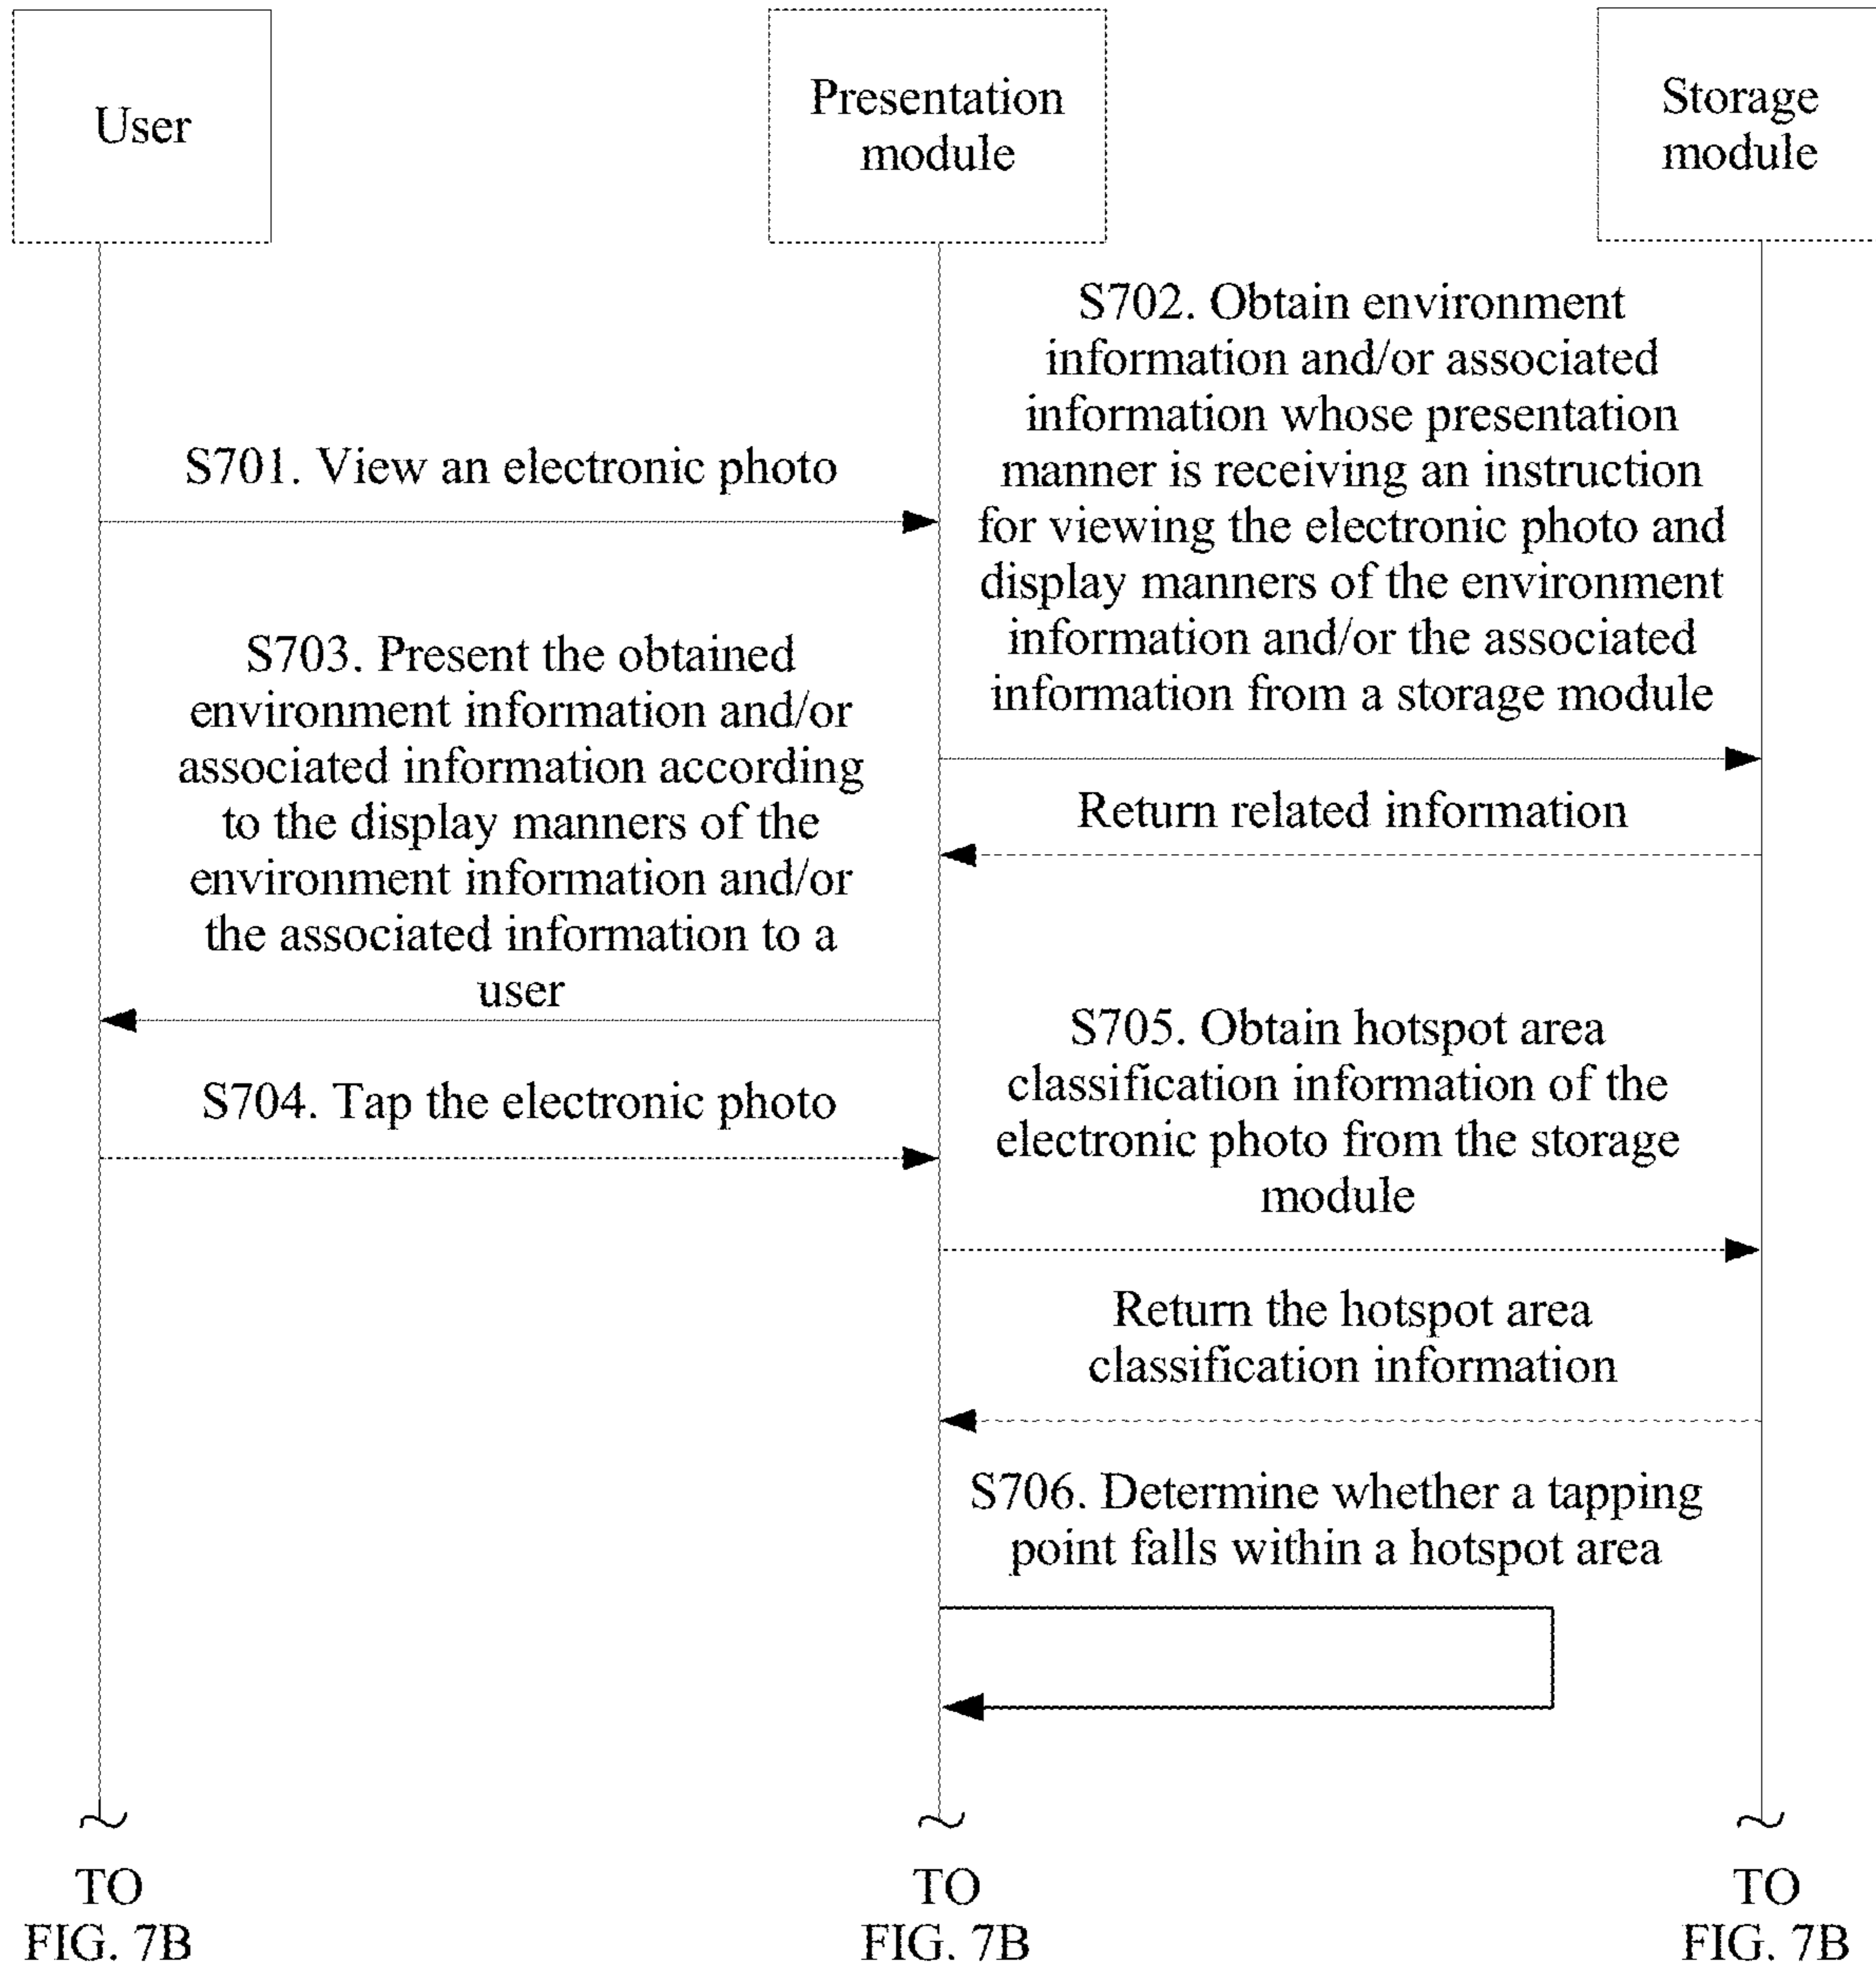 User
Presentation
module
Storage
module
S701. View an electronic photo
S702. Obtain environment
information and/or associated
information whose presentation
manner is receiving an instruction
for viewing the electronic photo and
display manners of the environment
information and/or the associated
information from a storage module
Return related information
S703. Present the obtained
environment information and/or
associated information according
to the display manners of the
environment information and/or
the associated information to a
user
S704. Tap the electronic photo
S705. Obtain hotspot area
classification information of the
electronic photo from the storage
module
Return the hotspot area
classification information
S706. Determine whether a tapping
point falls within a hotspot area
TO
FIG. 7B
TO
FIG. 7B
TO
FIG. 7B